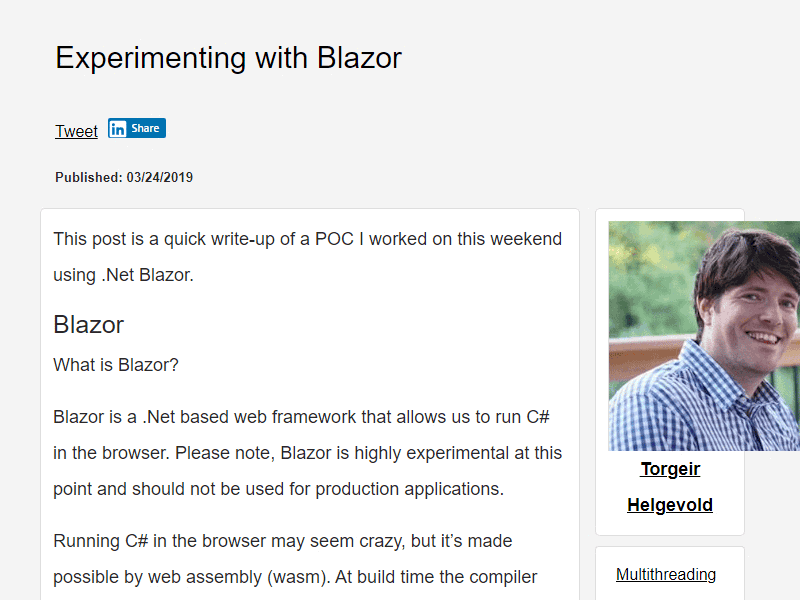 Experimenting with Blazor
Tweet
in Share
Published: 03/24/2019
This post is a quick write-up of a POC I worked on this weekend
using .Net Blazor.
Blazor
What is Blazor?
Blazor is a .Net based web framework that allows us to run C#
in the browser. Please note, Blazor is highly experimental at this
point and should not be used for production applications.
Running C# in the browser may seem crazy, but it’s made
possible by web assembly (wasm). At build time the compiler
Torgeir
Helgevold
Multithreading